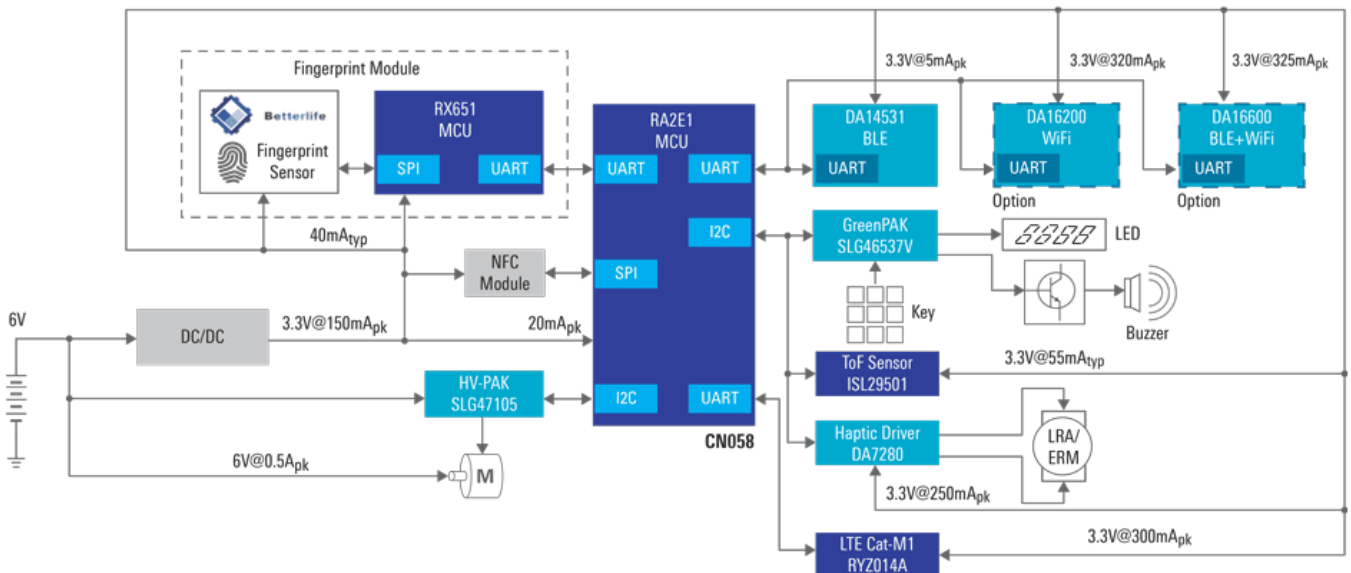 3.3V@5mApk
3.3V@320mApk
3.3V@325mApk
Fingerprint Module
Betterlife
Fingerprint
Sensor
RX651
MCU
SPI
UART
RA2E1
MCU
UART
UART
I2C
SPI
I2C
UART
CN058
DA14531
BLE
UART
DA16200
WiFi
UART
Option
DA16600
BLE+WiFi
UART
Option
40mAtyp
NFC
Module
GreenPAK
SLG46537V
LED
Key
Buzzer
6V
DC/DC
3.3V@150mApk
20mApk
ToF Sensor
ISL29501
3.3V@55mAtyp
HV-PAK
SLG47105
6V@0.5Apk
M
Haptic Driver
DA7280
LRA/
ERM
3.3V@250mApk
LTE Cat-M1
RYZ014A
3.3V@300mApk